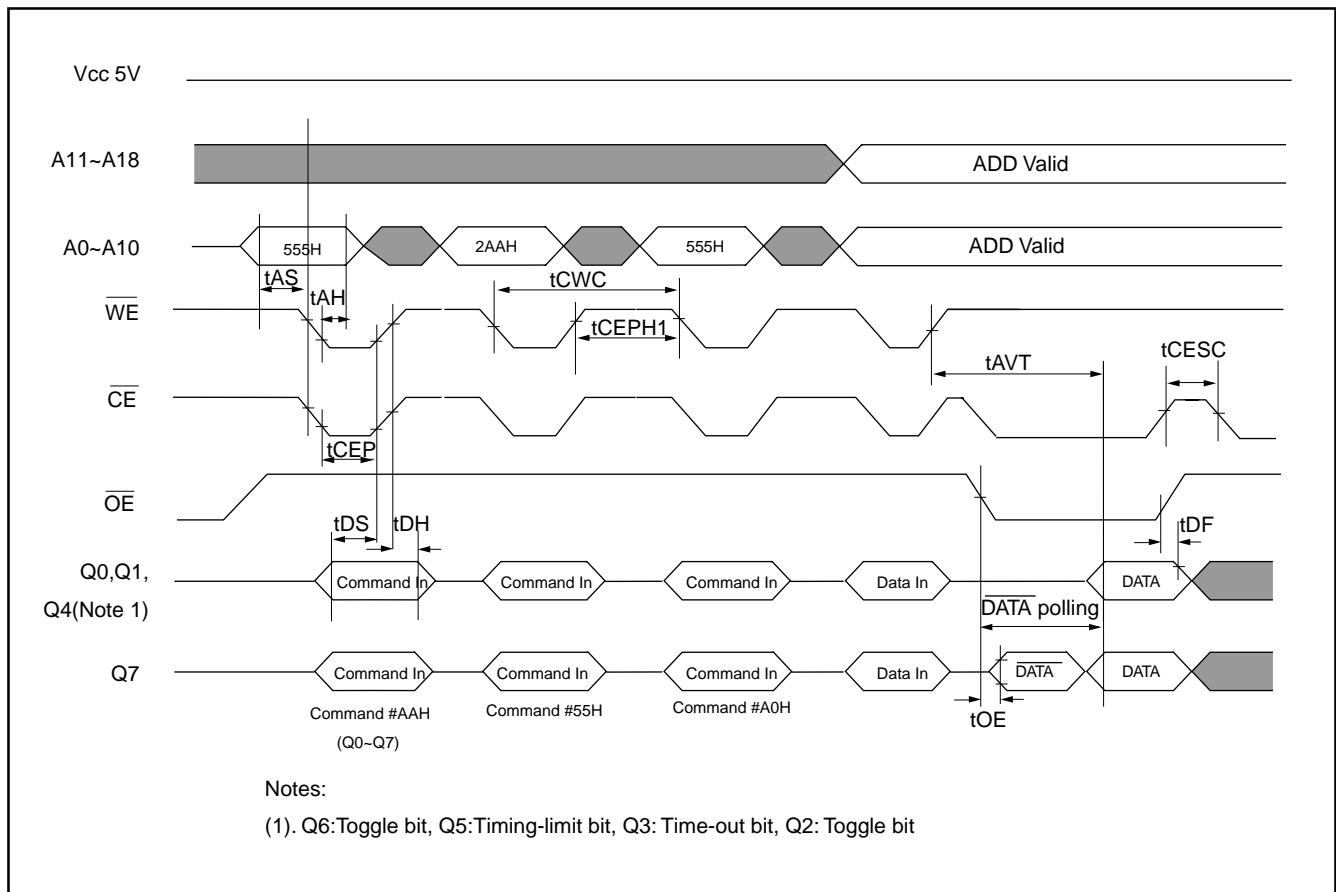 Vcc 5V
A11~A18
ADD Valid
A0~A10
555H
2AAH
555H
ADD Valid
tAS
tAH
tCWC
WE
tCEPH1
tAVT
tCESC
CE
tCEP
OE
tDS
tDH
tDF
Q0,Q1,
Q4(Note 1)
Command In
Command In
Command In
Data In
DATA
DATA polling
Q7
Command In
Command In
Command In
Data In
DATA
DATA
Command #AAH
(Q0~Q7)
Command #55H
Command #A0H
tOE
Notes:
(1). Q6:Toggle bit, Q5:Timing-limit bit, Q3: Time-out bit, Q2: Toggle bit